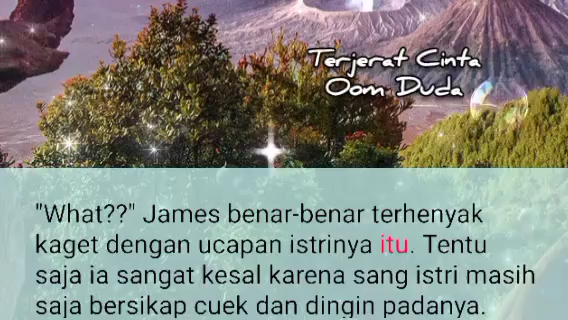 Terjerat Cinta
Oom Duda
"What??" James benar-benar terhenyak
kaget dengan ucapan istrinya itu. Tentu
saja ia sangat kesal karena sang istri masih
saja bersikap cuek dan dingin padanya.